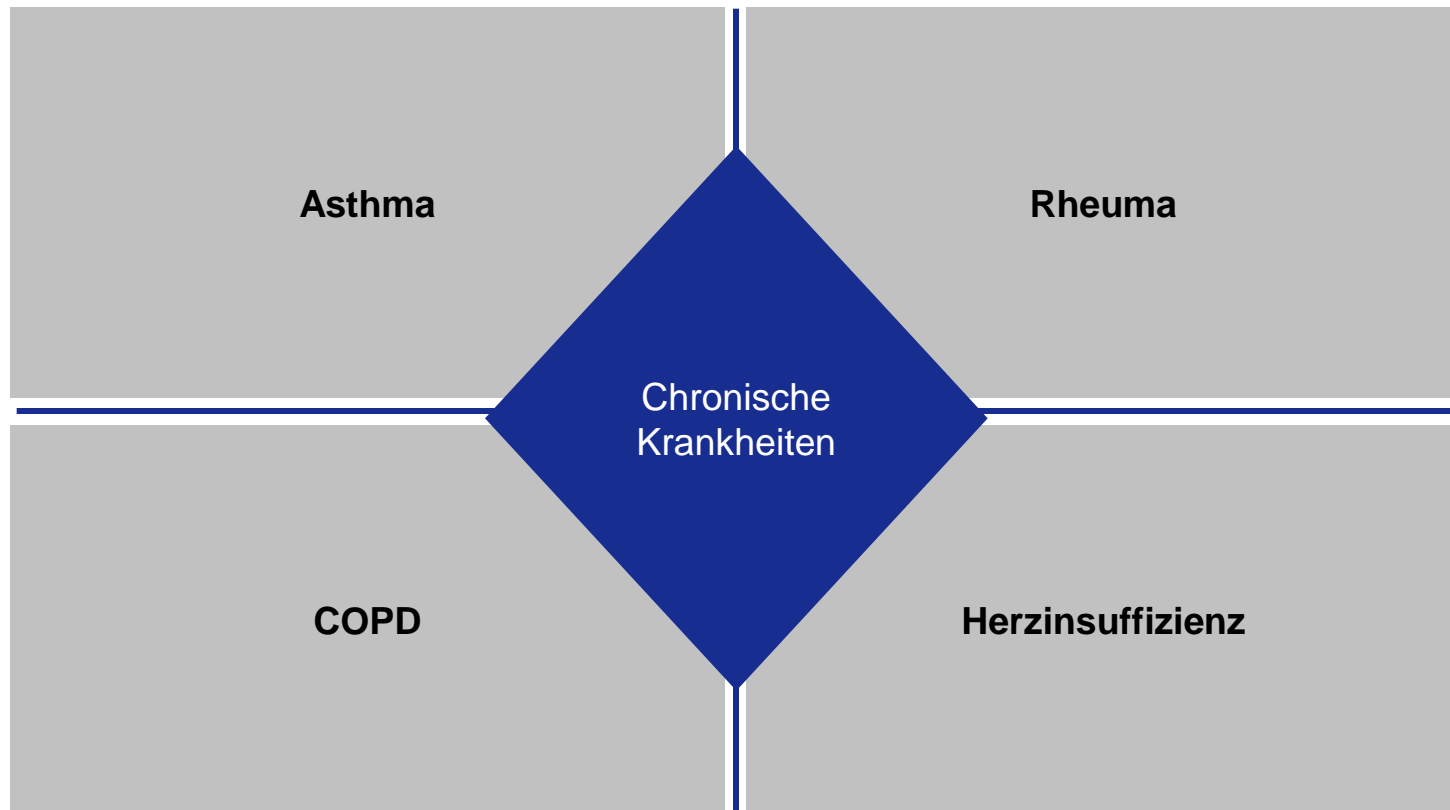 Asthma
Rheuma
Chronische
Krankheiten
COPD
Herzinsuffizienz